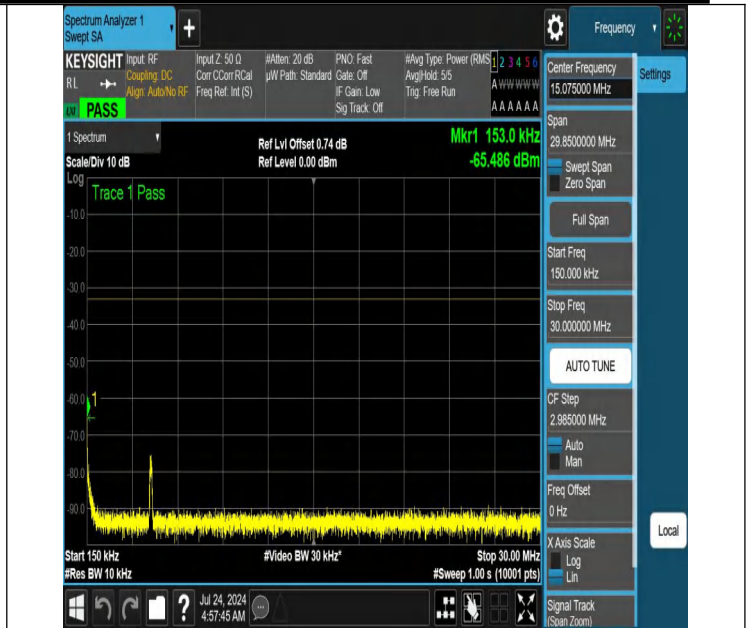 Spectrum Analyzer 1
Swept SA
+
Frequency
KEYSIGHT
RL
PASS
Input: RF
Coupling: DC
Align: Auto/No RF
Input Z: 50 Ω
Corr CCorr RCal
Freq Ref: Int (S)
#Atten: 20 dB
µW Path: Standard
PNO: Fast
Gate: Off
IF Gain: Low
Sig Track: Off
#Avg Type: Power (RMS
Avg|Hold: 5/5
Trig: Free Run
1 2 3 4 5 6
A W W W W W
A A A A A A
1 Spectrum
Scale/Div 10 dB
Ref Lvl Offset 0.74 dB
Ref Level 0.00 dBm
Mkr1 153.0 kHz
-65.486 dBm
Log
Trace 1 Pass
-10.0
-20.0
-30.0
-40.0
-50.0
-60.0
1
-70.0
-80.0
-90.0
Start 150 kHz
#Video BW 30 kHz*
Stop 30.00 MHz
#Res BW 10 kHz
#Sweep 1.00 s (10001 pts)
Jul 24, 2024
4:57:45 AM
?
Center Frequency
15.075000 MHz
Settings
Span
29.8500000 MHz
Swept Span
Zero Span
Full Span
Start Freq
150.000 kHz
Stop Freq
30.000000 MHz
AUTO TUNE
CF Step
2.985000 MHz
Auto
Man
Freq Offset
0 Hz
X Axis Scale
Log
Lin
Local
Signal Track
(Span Zoom)